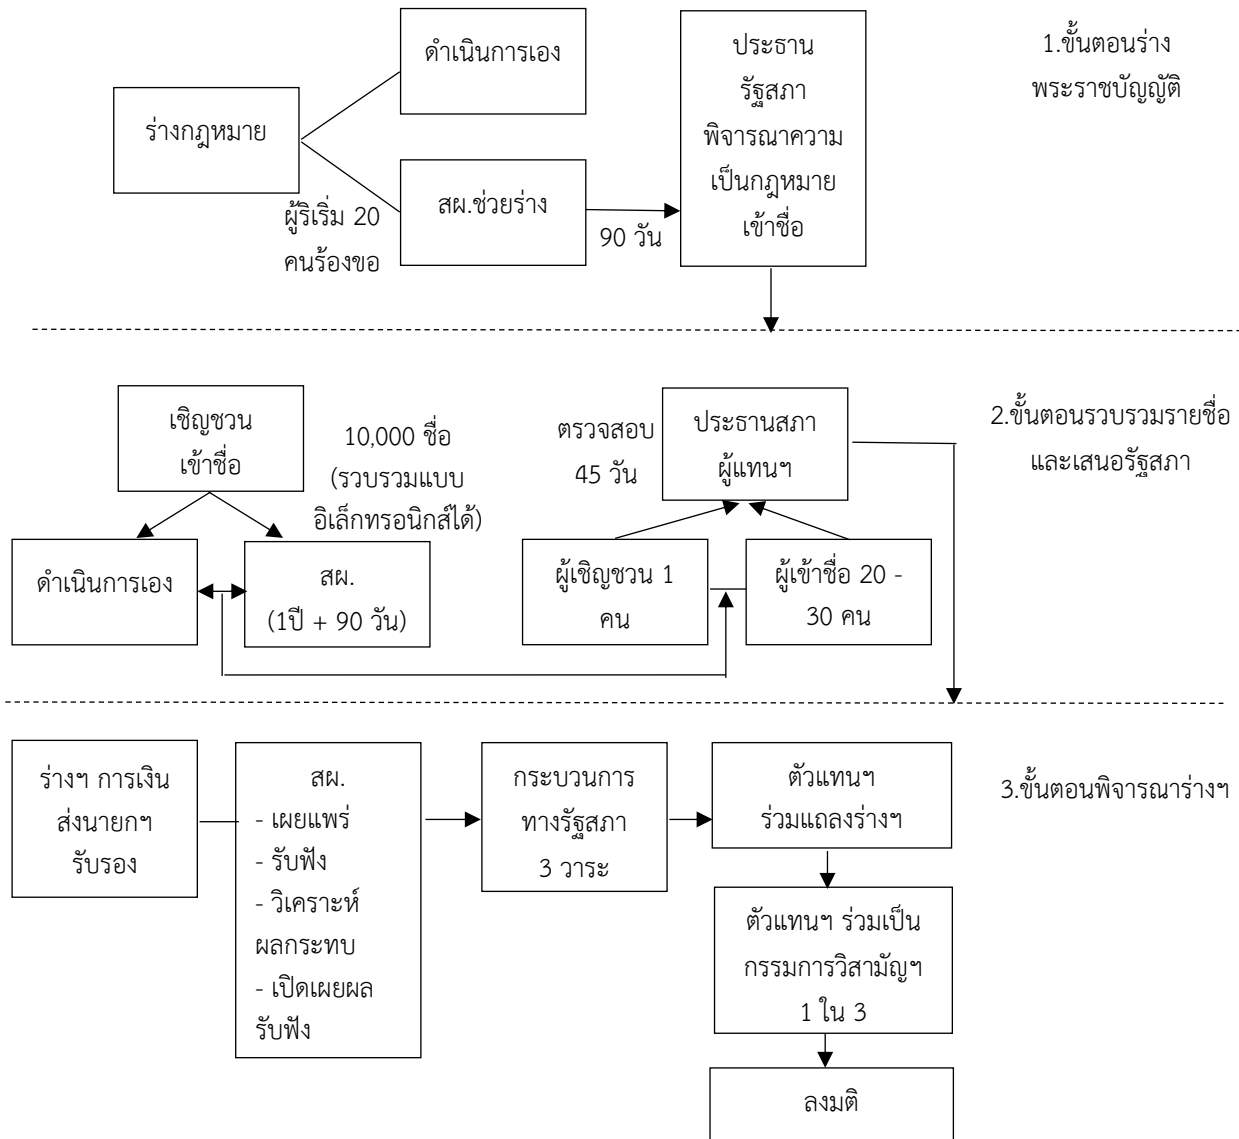 ดำเนินการเอง
ประธาน
รัฐสภา
พิจารณาความ
เป็นกฎหมาย
เข้าชื่อ
1.ขั้นตอนร่าง
พระราชบัญญัติ
ร่างกฎหมาย
สผ.ช่วยร่าง
ผู้ริเริ่ม 20
คนร้องขอ
90 วัน
เชิญชวน
เข้าชื่อ
10,000 ชื่อ
(รวบรวมแบบ
อิเล็กทรอนิกส์ได้)
ตรวจสอบ
45 วัน
ประธานสภา
ผู้แทนฯ
2.ขั้นตอนรวบรวมรายชื่อ
และเสนอรัฐสภา
ดำเนินการเอง
สผ.
(1ปี + 90 วัน)
ผู้เชิญชวน 1
คน
ผู้เข้าชื่อ 20 -
30 คน
ร่างฯ การเงิน
ส่งนายกฯ
รับรอง
สผ.
- เผยแพร่
- รับฟัง
- วิเคราะห์
ผลกระทบ
- เปิดเผยผล
รับฟัง
กระบวนการ
ทางรัฐสภา
3 วาระ
ตัวแทนฯ
ร่วมแถลงร่างฯ
3.ขั้นตอนพิจารณาร่างฯ
ตัวแทนฯ ร่วมเป็น
กรรมการวิสามัญฯ
1 ใน 3
ลงมติ